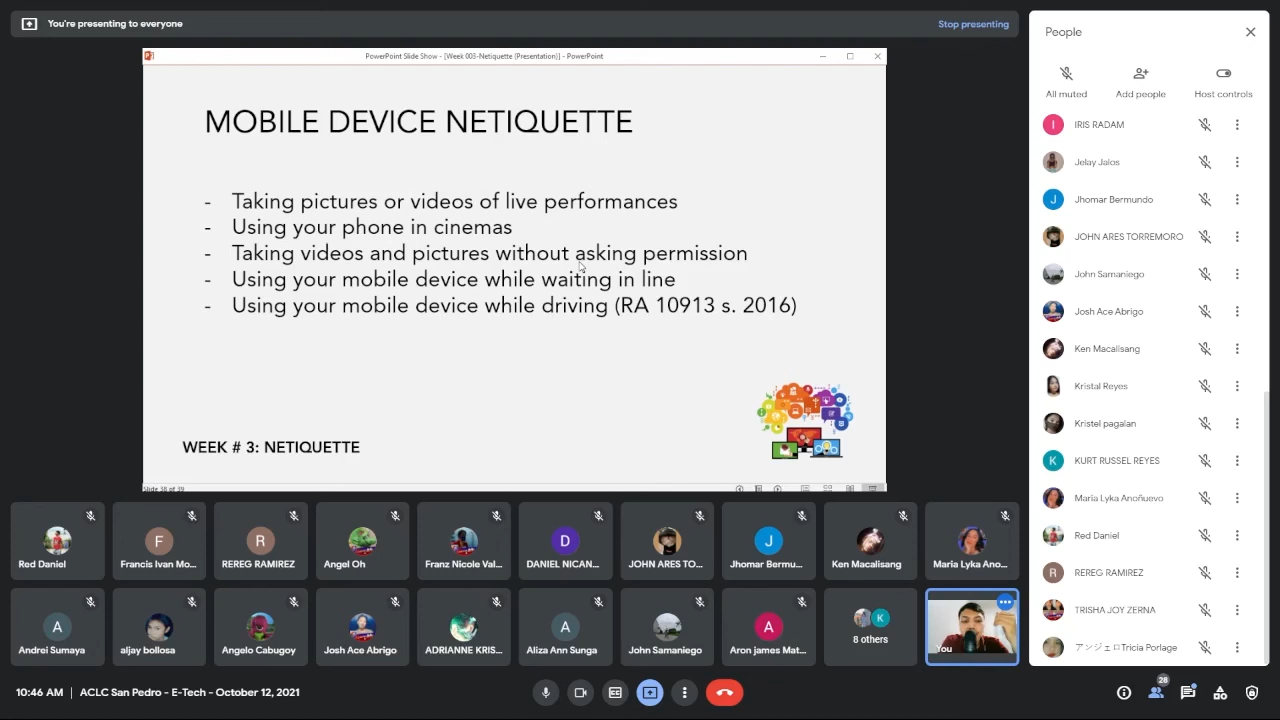 You're presenting to everyone
Stop presenting
PowerPoint Slide Show - [Week 003-Netiquette (Presentation)] - PowerPoint
MOBILE DEVICE NETIQUETTE
- Taking pictures or videos of live performances
- Using your phone in cinemas
- Taking videos and pictures without asking permission
- Using your mobile device while waiting in line
- Using your mobile device while driving (RA 10913 s. 2016)
WEEK # 3: NETIQUETTE
Slide 38 of 39
People
All muted
Add people
Host controls
I
IRIS RADAM
Jelay Jalos
J
Jhomar Bermundo
JOHN ARES TORREMORO
John Samaniego
Josh Ace Abrigo
Ken Macalisang
Kristal Reyes
Kristel pagalan
K
KURT RUSSEL REYES
Maria Lyka Anoñuevo
Red Daniel
R
REREG RAMIREZ
TRISHA JOY ZERNA
アンジェロTricia Porlage
Red Daniel
F
Francis Ivan Mo...
R
REREG RAMIREZ
Angel Oh
Franz Nicole Val...
D
DANIEL NICAN...
JOHN ARES TO...
J
Jhomar Bermu...
Ken Macalisang
Maria Lyka Ano...
A
Andrei Sumaya
aljay bollosa
Angelo Cabugoy
Josh Ace Abrigo
ADRIANNE KRIS...
A
Aliza Ann Sunga
John Samaniego
A
Aron james Mat...
K
8 others
You
10:46 AM | ACLC San Pedro - E-Tech - October 12, 2021
28